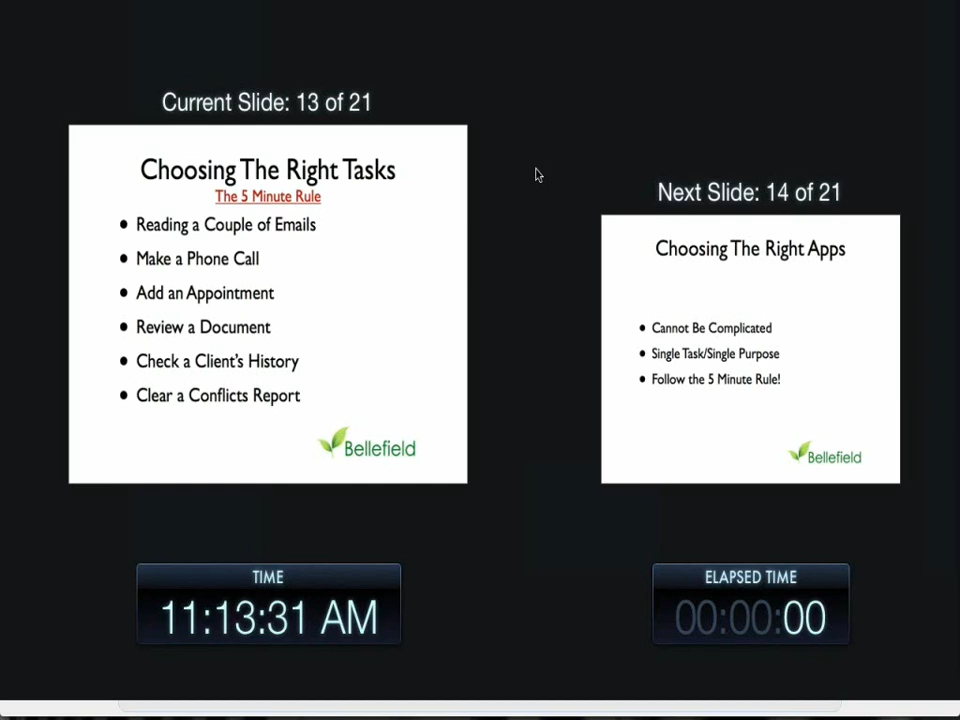 Current Slide: 13 of 21
Choosing The Right Tasks
The 5 Minute Rule
• Reading a Couple of Emails
• Make a Phone Call
• Add an Appointment
• Review a Document
• Check a Client's History
• Clear a Conflicts Report
Bellefield
Next Slide: 14 of 21
Choosing The Right Apps
• Cannot Be Complicated
• Single Task/Single Purpose
• Follow the 5 Minute Rule!
Bellefield
TIME
11:13:31 AM
ELAPSED TIME
00:00:00